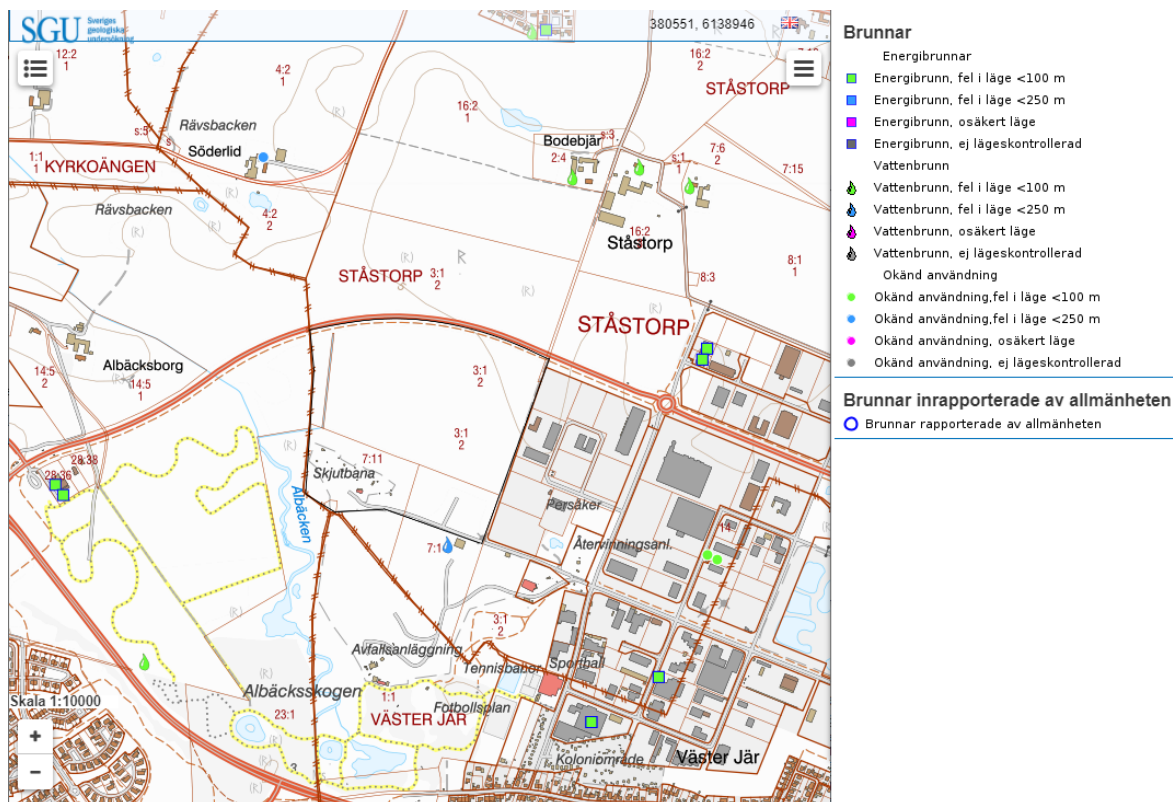 SGU
Sveriges
geologiska
undersökning
380551, 6138946
12:2
2
4:2
2
16:2
2
16:2
2
STÅSTORP
Rävsbacken
s:5
s
Söderlid
Bodebjär
s:3
2:4
s:1
1
7:6
2
7:15
1:1
1
KYRKOÄNGEN
Rävsbacken
4:2
2
16:2
Ståstorp
8:1
1
STÅSTORP
3:1
2
R
8:3
STÅSTORP
Albäcksborg
14:5
2
14:5
1
3:1
2
3:1
2
7:11
Skjutbana
28:38
28:36
Albäcken
Persåker
14
7:1
Återvinningsanl.
3:1
2
Avfallsanläggning
Tennisbanor
Sporthall
Albäcksskogen
1:1
1
VÄSTER JÄR
Fotbollsplan
23:1
Skala 1:10000
+
−
3
Koloniområde
Väster Jär
Brunnar
Energibrunnar
Energibrunn, fel i läge <100 m
Energibrunn, fel i läge <250 m
Energibrunn, osäkert läge
Energibrunn, ej lägeskontrollerad
Vattenbrunn
Vattenbrunn, fel i läge <100 m
Vattenbrunn, fel i läge <250 m
Vattenbrunn, osäkert läge
Vattenbrunn, ej lägeskontrollerad
Okänd användning
Okänd användning,fel i läge <100 m
Okänd användning,fel i läge <250 m
Okänd användning, osäkert läge
Okänd användning, ej lägeskontrollerad
Brunnar inrapporterade av allmänheten
Brunnar rapporterade av allmänheten